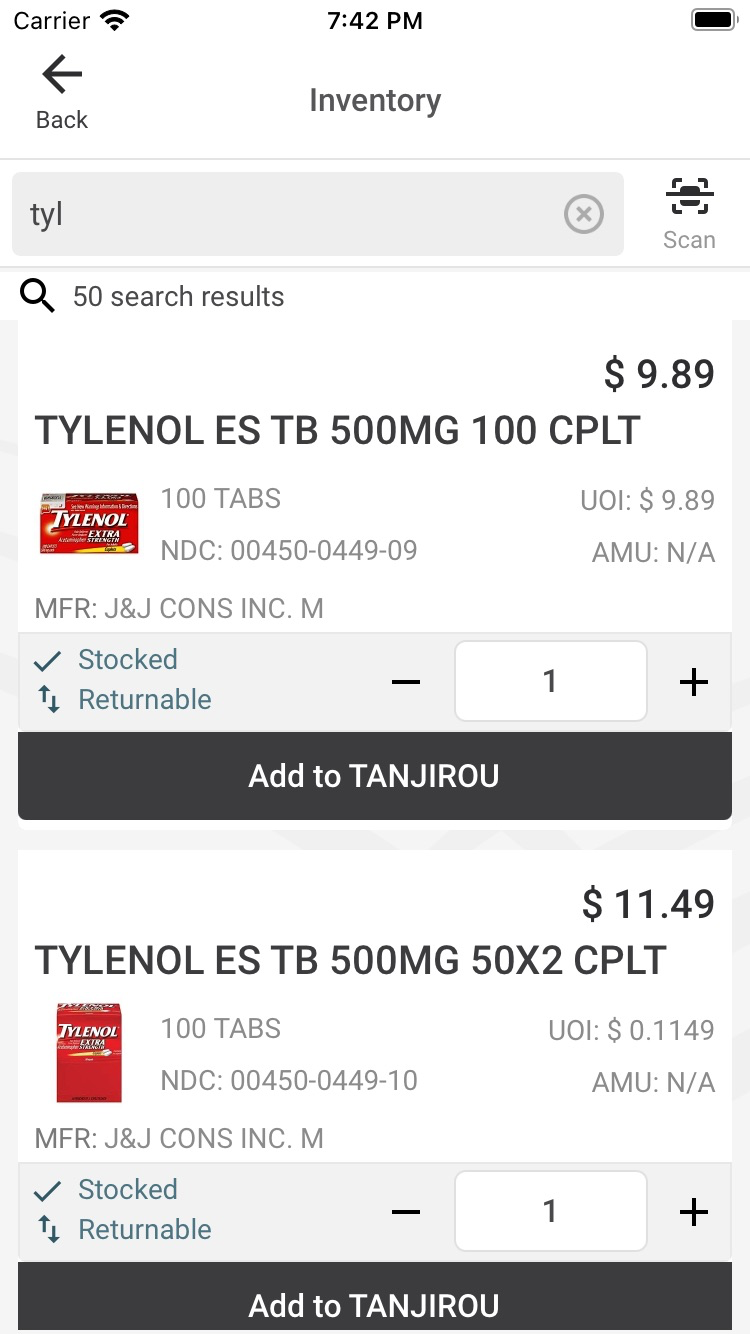 Carrier 7:42 PM
Back
Inventory
tyl
Scan
50 search results
$ 9.89
TYLENOL ES TB 500MG 100 CPLT
100 TABS
UOI: $ 9.89
TYLENOL
EXTRA
STRENGTH
NDC: 00450-0449-09
AMU: N/A
MFR: J&J CONS INC. M
Stocked
Returnable
1
Add to TANJIROU
$ 11.49
TYLENOL ES TB 500MG 50X2 CPLT
100 TABS
UOI: $ 0.1149
TYLENOL
EXTRA
STRENGTH
NDC: 00450-0449-10
AMU: N/A
MFR: J&J CONS INC. M
Stocked
Returnable
1
Add to TANJIROU